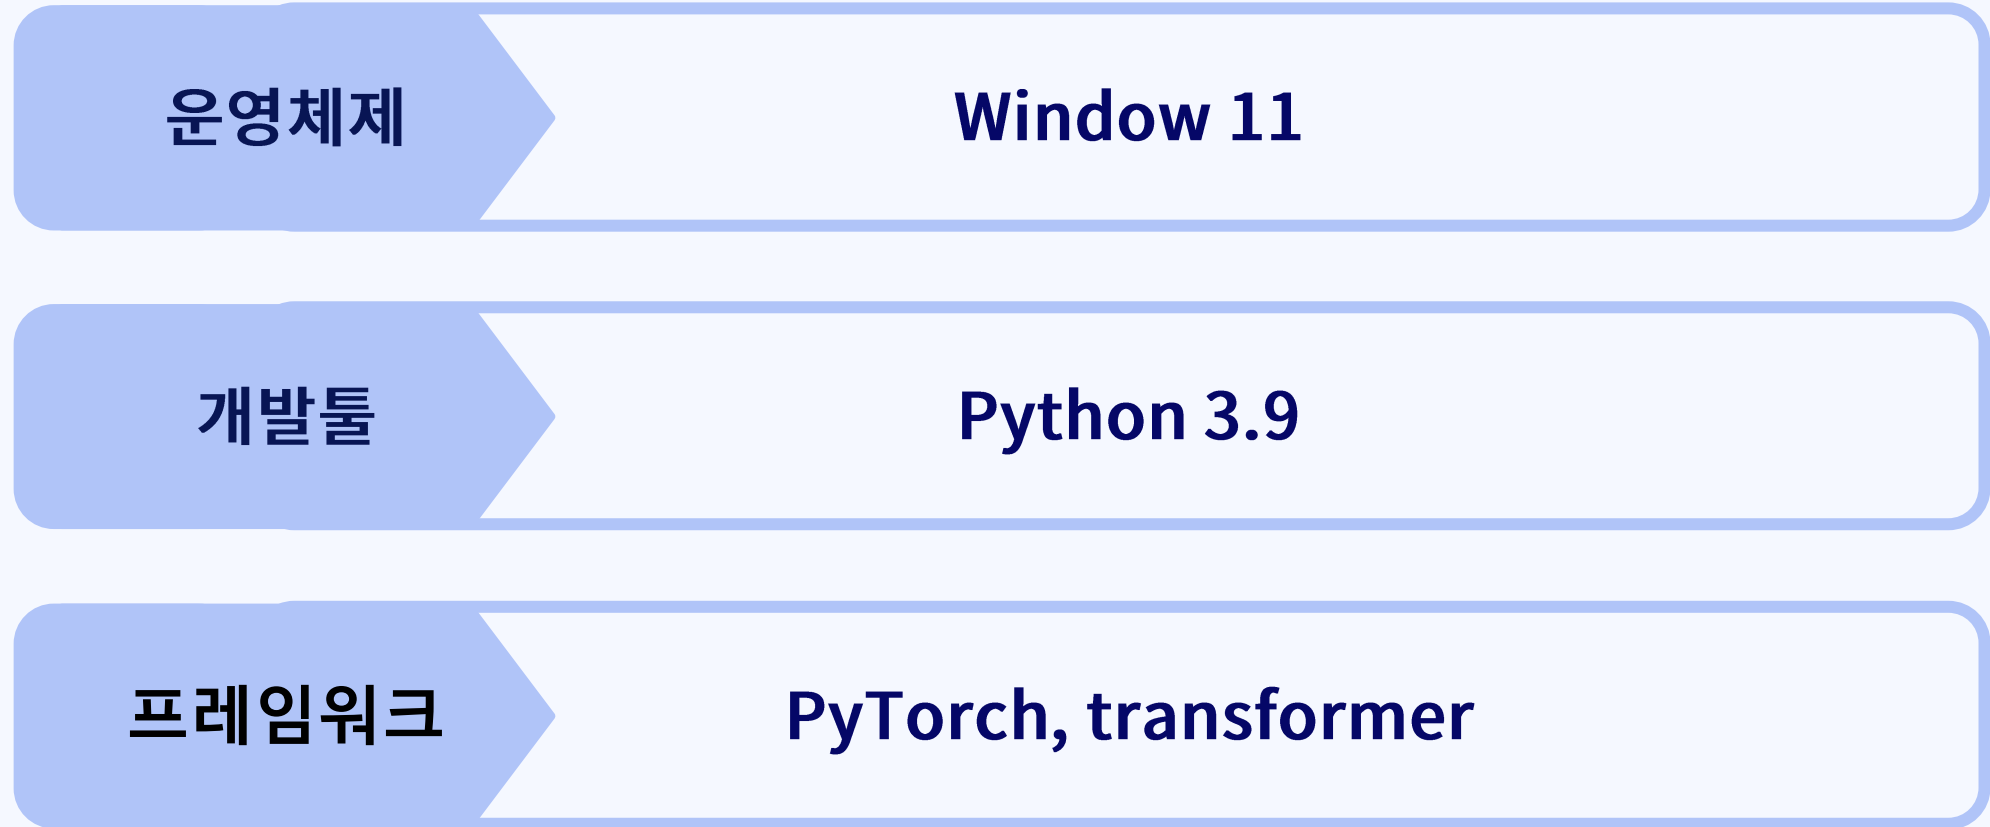 운영체제
Window 11
개발툴
Python 3.9
프레임워크
PyTorch, transformer